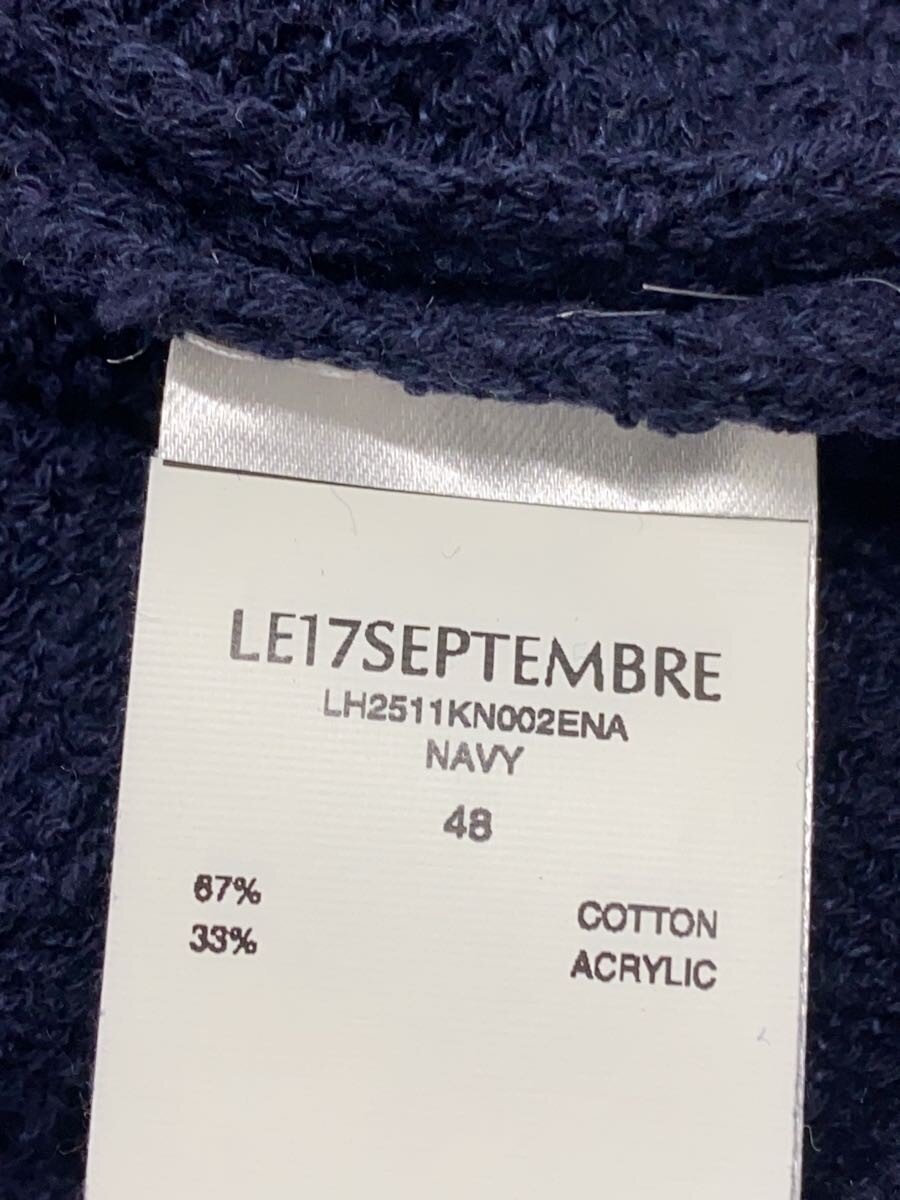 LE17SEPTEMBRE
LH2511KN002ENA
NAVY
48
67% COTTON
33% ACRYLIC